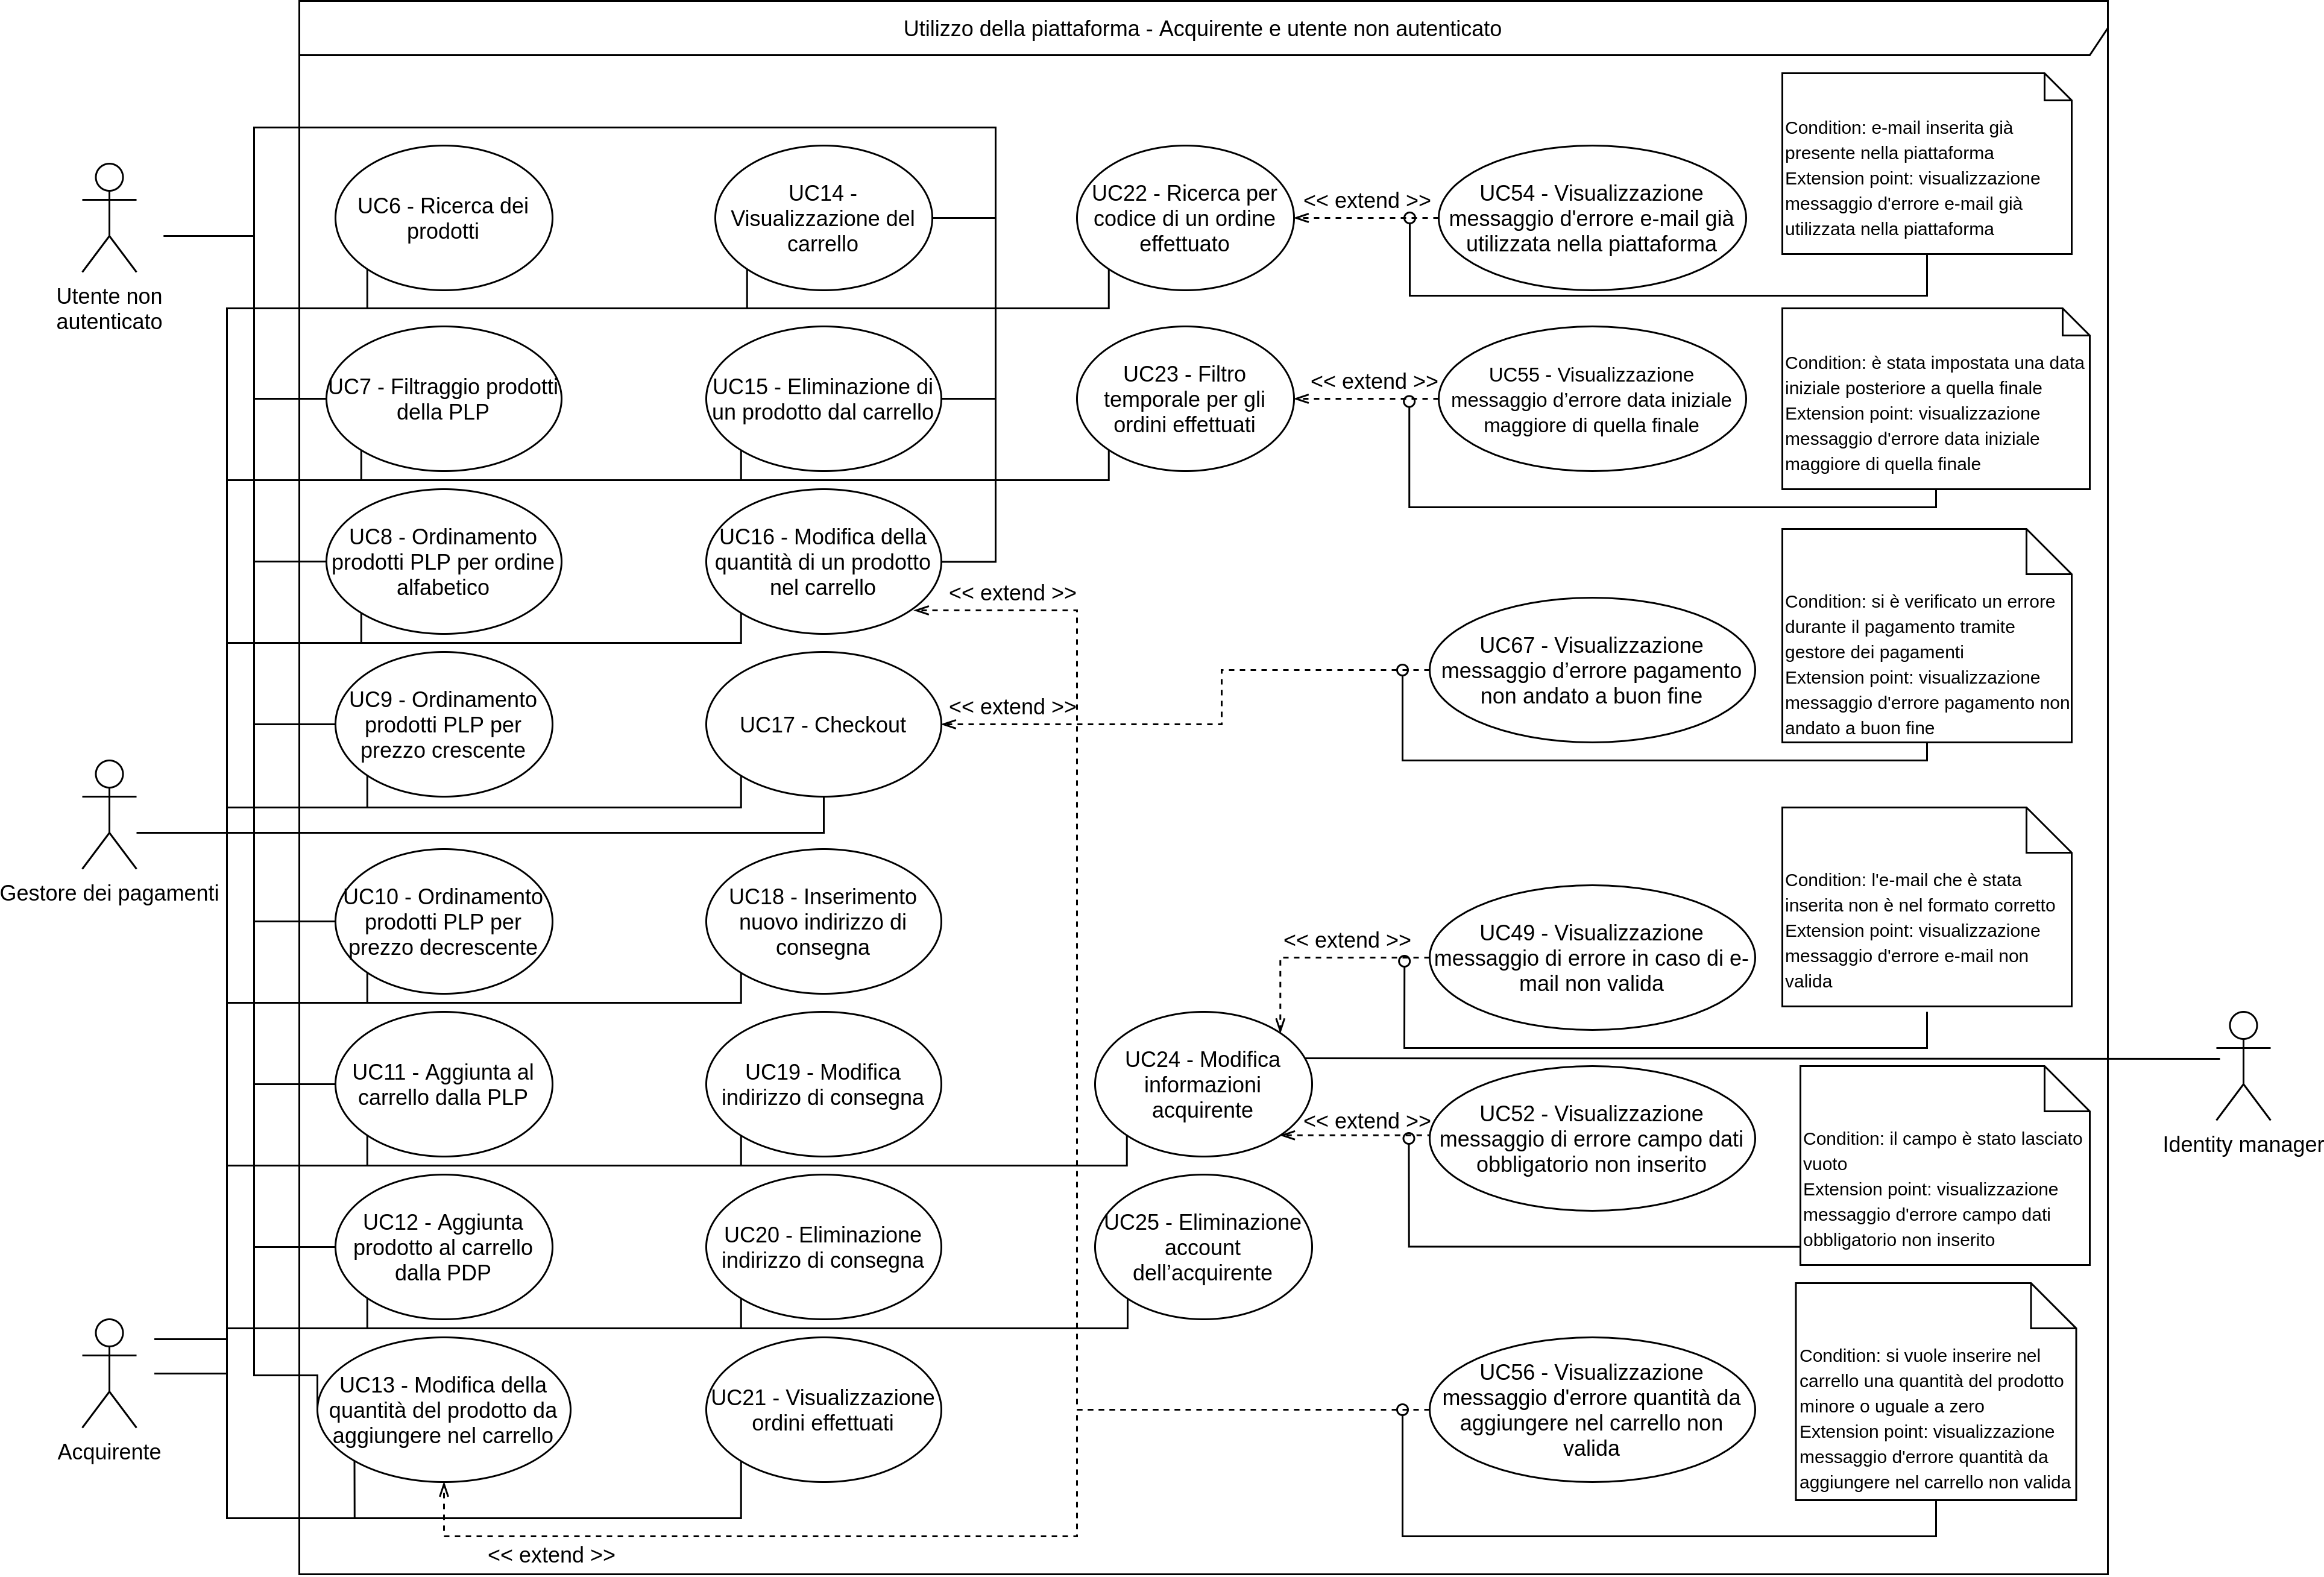 Utilizzo della piattaforma - Acquirente e utente non autenticato
Utente non
autenticato
Gestore dei pagamenti
Acquirente
Identity manager
UC6 - Ricerca dei
prodotti
UC7 - Filtraggio prodotti
della PLP
UC8 - Ordinamento
prodotti PLP per ordine
alfabetico
UC9 - Ordinamento
prodotti PLP per
prezzo crescente
UC10 - Ordinamento
prodotti PLP per
prezzo decrescente
UC11 - Aggiunta al
carrello dalla PLP
UC12 - Aggiunta
prodotto al carrello
dalla PDP
UC13 - Modifica della
quantità del prodotto da
aggiungere nel carrello
<< extend >>
UC14 -
Visualizzazione del
carrello
UC15 - Eliminazione di
un prodotto dal carrello
UC16 - Modifica della
quantità di un prodotto
nel carrello
<< extend >>
UC17 - Checkout
<< extend >>
UC18 - Inserimento
nuovo indirizzo di
consegna
UC19 - Modifica
indirizzo di consegna
UC20 - Eliminazione
indirizzo di consegna
UC21 - Visualizzazione
ordini effettuati
UC22 - Ricerca per
codice di un ordine
effettuato
<< extend >>
UC23 - Filtro
temporale per gli
ordini effettuati
<< extend >>
UC24 - Modifica
informazioni
acquirente
<< extend >>
<< extend >>
UC25 - Eliminazione
account
dell’acquirente
UC54 - Visualizzazione
messaggio d'errore e-mail già
utilizzata nella piattaforma
UC55 - Visualizzazione
messaggio d’errore data iniziale
maggiore di quella finale
UC67 - Visualizzazione
messaggio d’errore pagamento
non andato a buon fine
UC49 - Visualizzazione
messaggio di errore in caso di e-
mail non valida
UC52 - Visualizzazione
messaggio di errore campo dati
obbligatorio non inserito
UC56 - Visualizzazione
messaggio d'errore quantità da
aggiungere nel carrello non
valida
Condition: e-mail inserita già
presente nella piattaforma
Extension point: visualizzazione
messaggio d'errore e-mail già
utilizzata nella piattaforma
Condition: è stata impostata una data
iniziale posteriore a quella finale
Extension point: visualizzazione
messaggio d'errore data iniziale
maggiore di quella finale
Condition: si è verificato un errore
durante il pagamento tramite
gestore dei pagamenti
Extension point: visualizzazione
messaggio d'errore pagamento non
andato a buon fine
Condition: l'e-mail che è stata
inserita non è nel formato corretto
Extension point: visualizzazione
messaggio d'errore e-mail non
valida
Condition: il campo è stato lasciato
vuoto
Extension point: visualizzazione
messaggio d'errore campo dati
obbligatorio non inserito
Condition: si vuole inserire nel
carrello una quantità del prodotto
minore o uguale a zero
Extension point: visualizzazione
messaggio d'errore quantità da
aggiungere nel carrello non valida